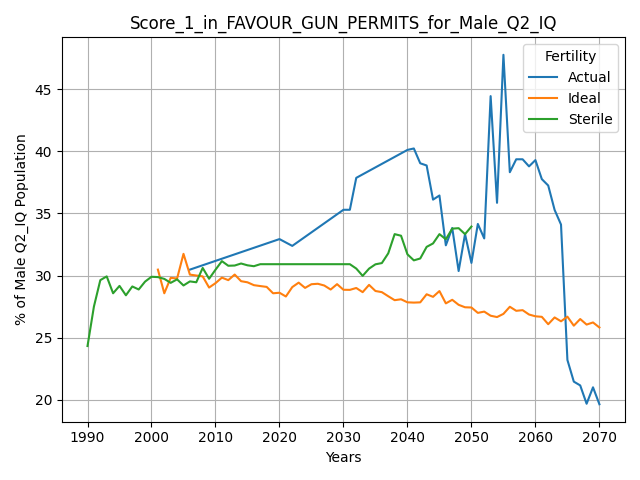 Score_1_in_FAVOUR_GUN_PERMITS_for_Male_Q2_IQ
Fertility
Actual
Ideal
Sterile
% of Male Q2_IQ Population
45
40
35
30
25
20
1990 2000 2010 2020 2030 2040 2050 2060 2070
Years